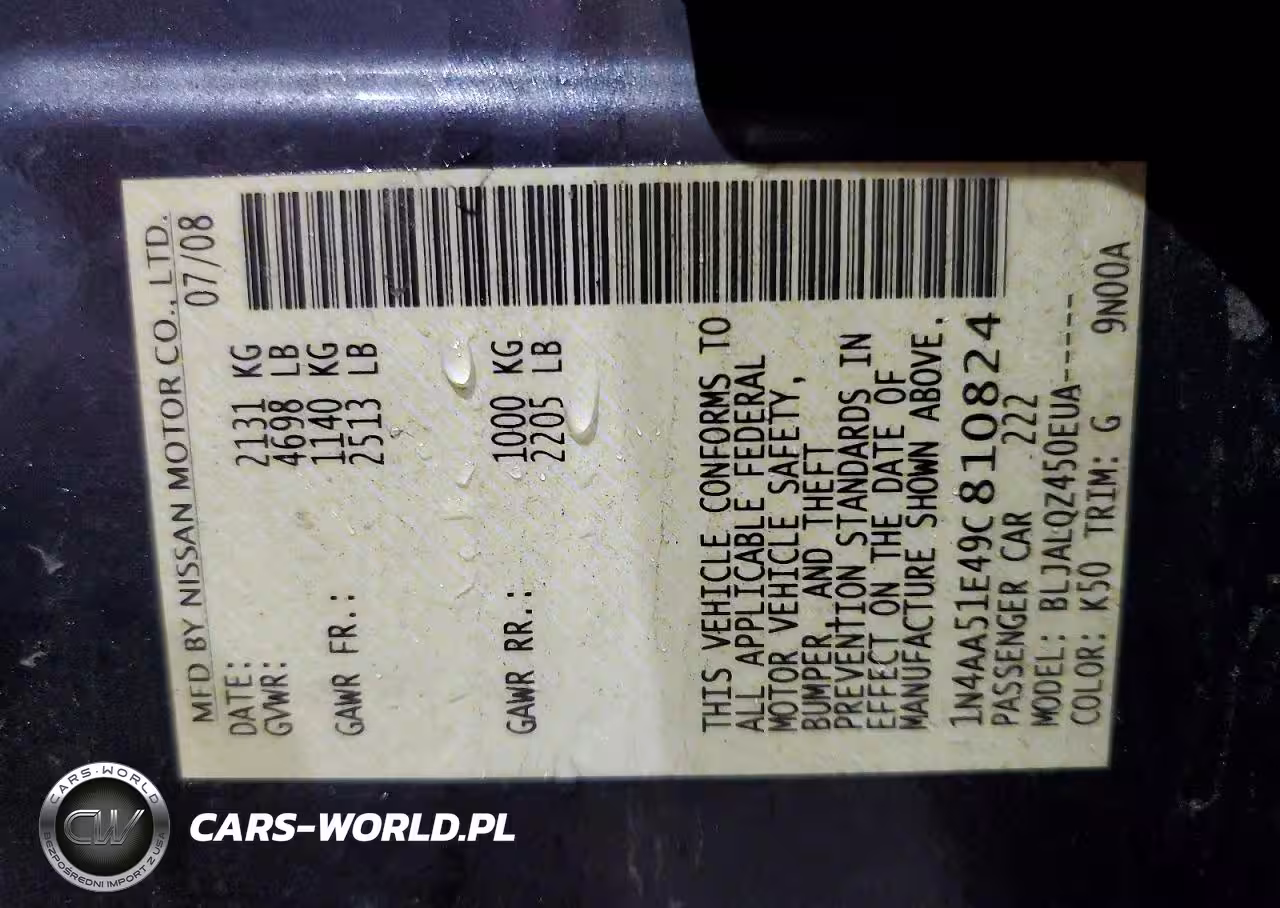 MFD BY NISSAN MOTOR CO., LTD.
DATE: 07/08
GVWR: 2131 KG
4698 LB
GAWR FR.: 1140 KG
2513 LB
GAWR RR.: 1000 KG
2205 LB
THIS VEHICLE CONFORMS TO
ALL APPLICABLE FEDERAL
MOTOR VEHICLE SAFETY,
BUMPER, AND THEFT
PREVENTION STANDARDS IN
EFFECT ON THE DATE OF
MANUFACTURE SHOWN ABOVE.
1N4AA51E49C810824
PASSENGER CAR 222
MODEL: BLJALQZ450EUA-----
COLOR: K50 TRIM: G 9N00A
CARS-WORLD
CW
BEZPOŚREDNI IMPORT Z USA
CARS-WORLD.PL